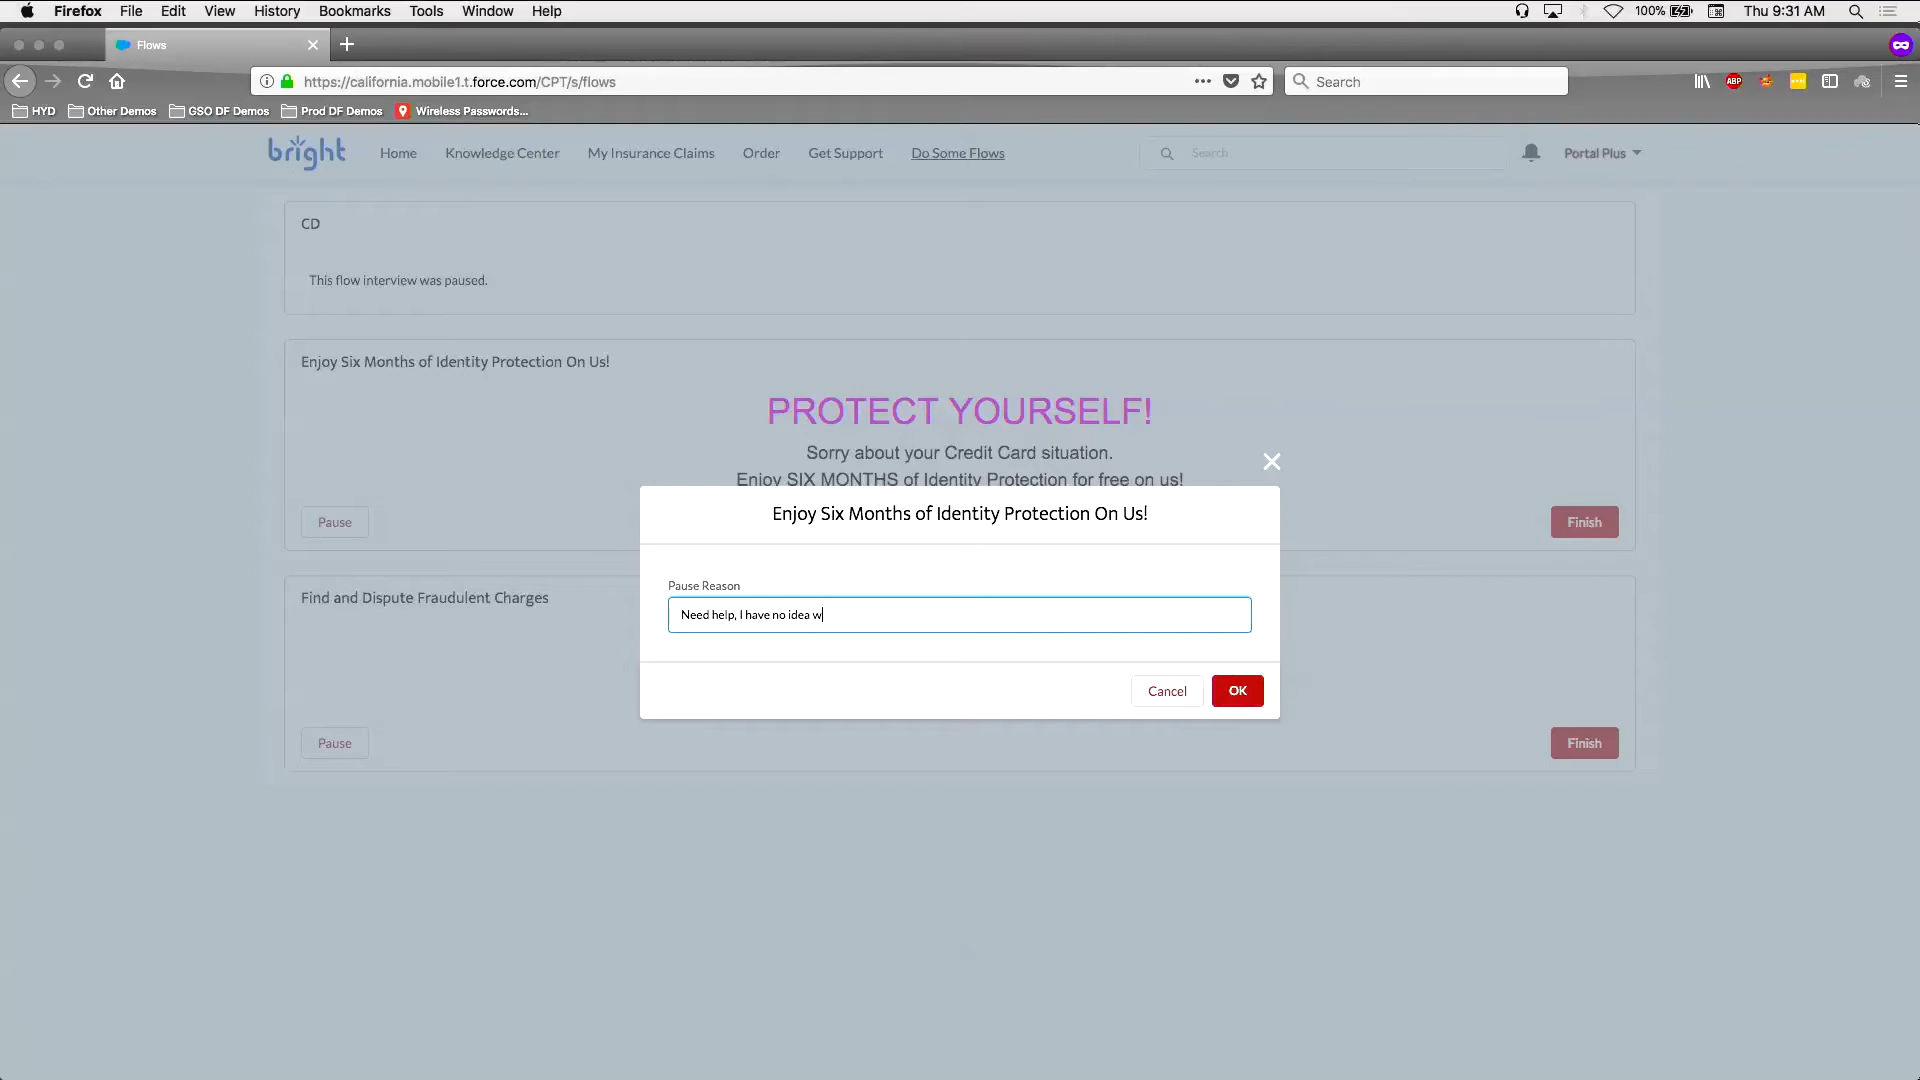 Firefox File Edit View History Bookmarks Tools Window Help 100% Thu 9:31 AM
Flows
https://california.mobile1.t.force.com/CPT/s/flows Search ABP
HYD Other Demos GSO DF Demos Prod DF Demos Wireless Passwords...
bright Home Knowledge Center My Insurance Claims Order Get Support Do Some Flows Search Portal Plus
CD
This flow interview was paused.
Enjoy Six Months of Identity Protection On Us!
PROTECT YOURSELF!
Sorry about your Credit Card situation.
Enjoy SIX MONTHS of Identity Protection for free on us!
Pause Finish
Enjoy Six Months of Identity Protection On Us!
Pause Reason
Need help, I have no idea w
Cancel OK
Find and Dispute Fraudulent Charges
Pause Finish